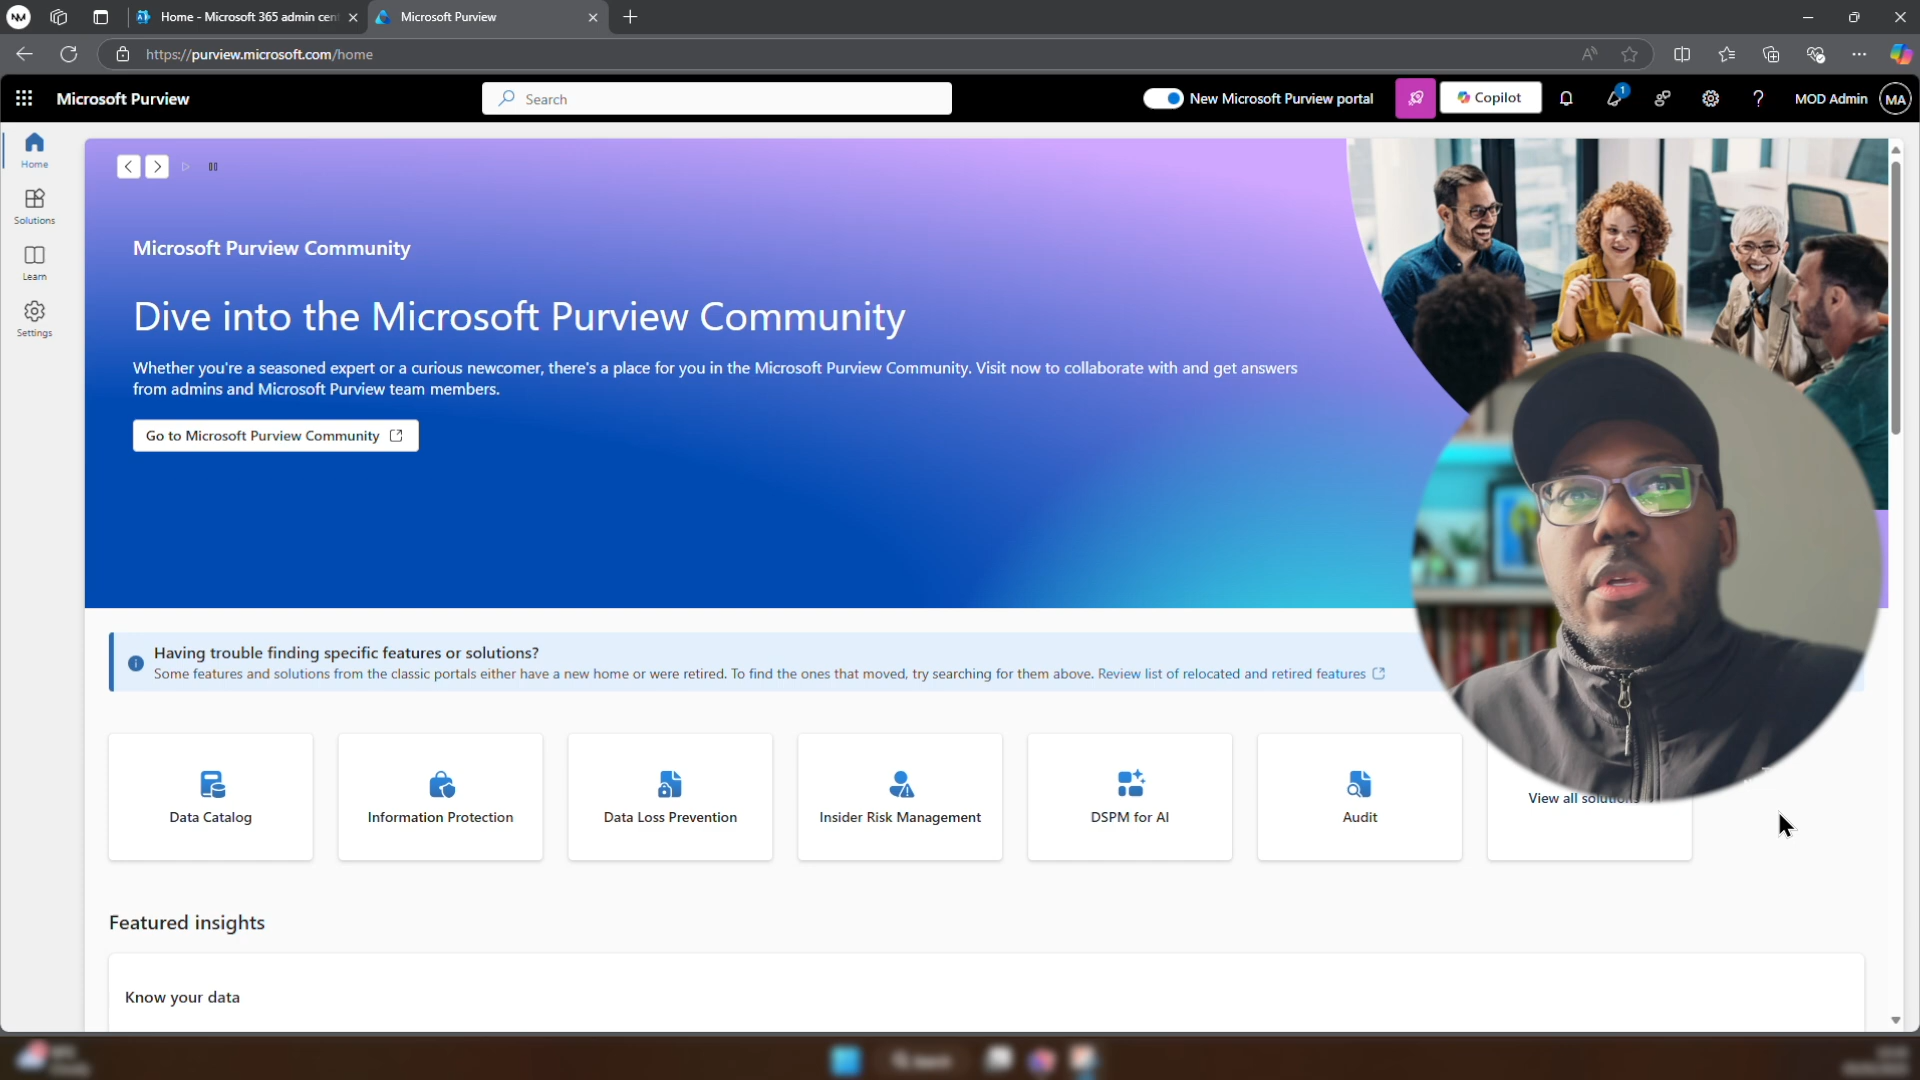 Home - Microsoft 365 admin cen
Microsoft Purview
https://purview.microsoft.com/home
Microsoft Purview
Search
New Microsoft Purview portal
Copilot
1
MOD Admin
MA
Home
Solutions
Learn
Settings
Microsoft Purview Community
Dive into the Microsoft Purview Community
Whether you're a seasoned expert or a curious newcomer, there's a place for you in the Microsoft Purview Community. Visit now to collaborate with and get answers
from admins and Microsoft Purview team members.
Go to Microsoft Purview Community
Having trouble finding specific features or solutions?
Some features and solutions from the classic portals either have a new home or were retired. To find the ones that moved, try searching for them above. Review list of relocated and retired features
Data Catalog
Information Protection
Data Loss Prevention
Insider Risk Management
DSPM for AI
Audit
View all solutions
Featured insights
Know your data